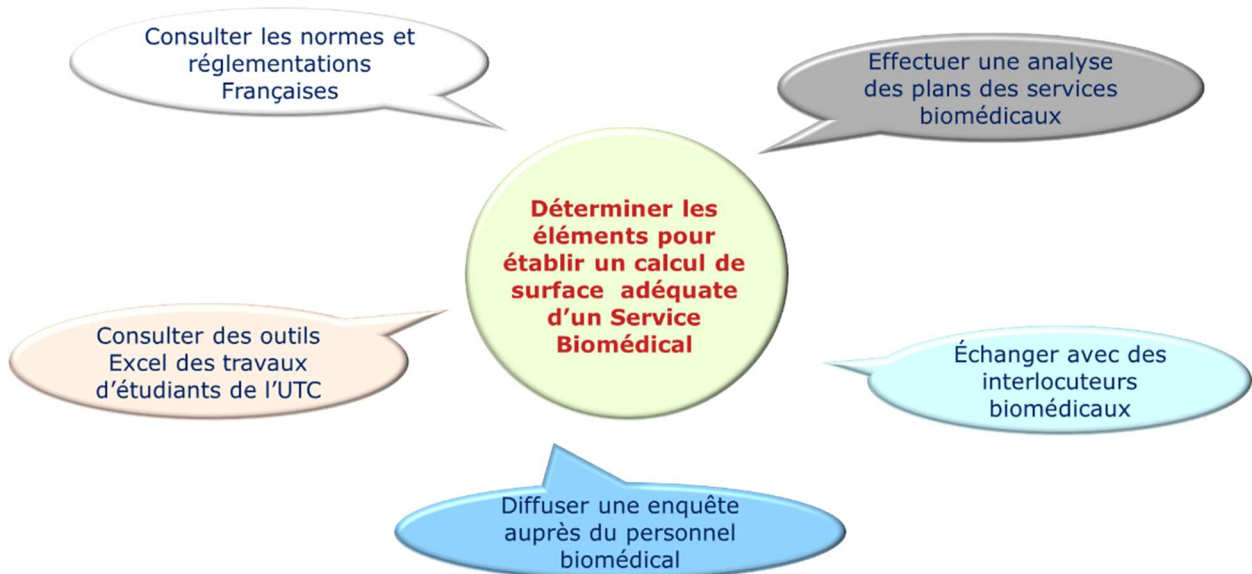 Consulter les normes et
réglementations
Françaises
Effectuer une analyse
des plans des services
biomédicaux
Déterminer les
éléments pour
établir un calcul de
surface adéquate
d’un Service
Biomédical
Consulter des outils
Excel des travaux
d’étudiants de l’UTC
Échanger avec des
interlocuteurs
biomédicaux
Diffuser une enquête
auprès du personnel
biomédical